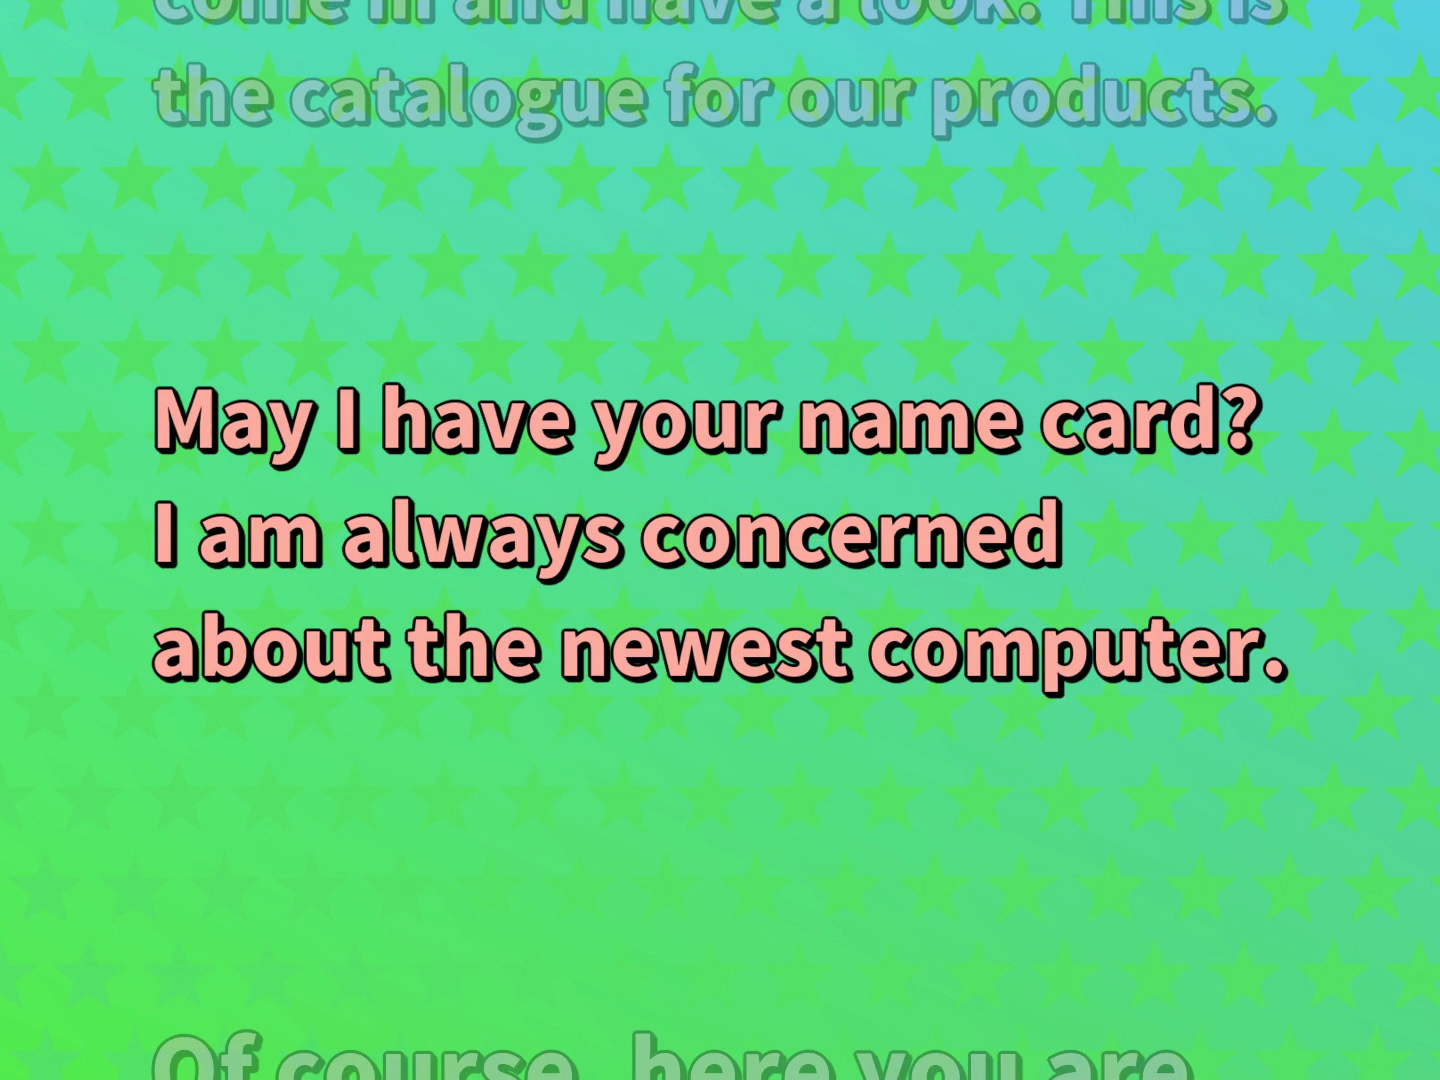 come in and have a look. This is
the catalogue for our products.
May I have your name card?
I am always concerned
about the newest computer.
Of course, here you are